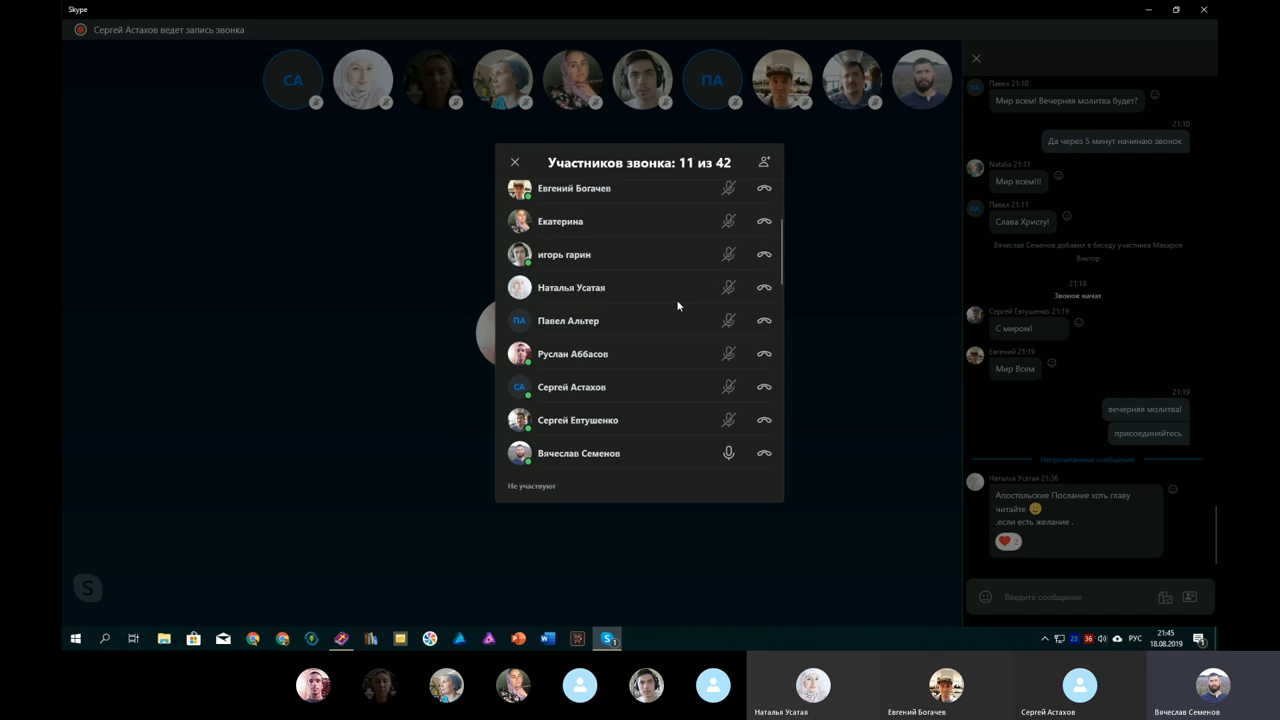 Skype
Сергей Астахов ведет запись звонка
СА
ПА
Участников звонка: 11 из 42
Евгений Богачев
Екатерина
игорь гарин
Наталья Усатая
ПА
Павел Альтер
Руслан Аббасов
СА
Сергей Астахов
Сергей Евтушенко
Вячеслав Семенов
Не участвуют
Павел 21:10
ПА
Мир всем! Вечерняя молитва будет?
21:10
Да через 5 минут начинаю звонок
Natalia 21:11
Мир всем!!!
Павел 21:11
ПА
Слава Христу!
Вячеслав Семенов добавил в беседу участника Макаров
Виктор
21:18
Звонок начат
Сергей Евтушенко 21:19
С миром!
Евгений 21:19
Мир Всем
21:19
вечерняя молитва!
присоединяйтесь
Непрочитанные сообщения
Наталья Усатая 21:36
Апостольские Послание хоть главу
читайте
,если есть желание .
2
Введите сообщение
S
23
36
РУС
21:45
18.08.2019
1
Наталья Усатая
Евгений Богачев
Сергей Астахов
Вячеслав Семенов